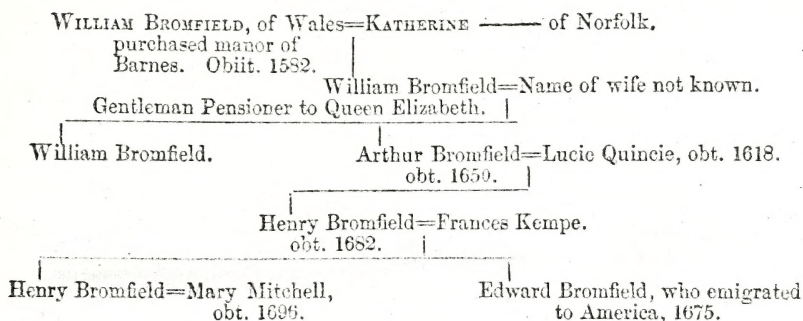 WILLIAM BROMFIELD, of Wales=KATHERINE —— of Norfolk.
purchased manor of
Barnes. Obiit. 1582.
William Bromfield=Name of wife not known.
Gentleman Pensioner to Queen Elizabeth.
William Bromfield. Arthur Bromfield=Lucie Quincie, obt. 1618.
obt. 1650.
Henry Bromfield=Frances Kempe.
obt. 1682.
Henry Bromfield=Mary Mitchell, Edward Bromfield, who emigrated
obt. 1696. to America, 1675.